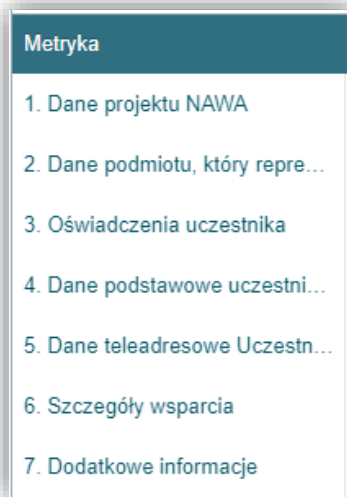 Metryka
1. Dane projektu NAWA
2. Dane podmiotu, który repre...
3. Oświadczenia uczestnika
4. Dane podstawowe uczestni...
5. Dane teleadresowe Uczestn...
6. Szczegóły wsparcia
7. Dodatkowe informacje